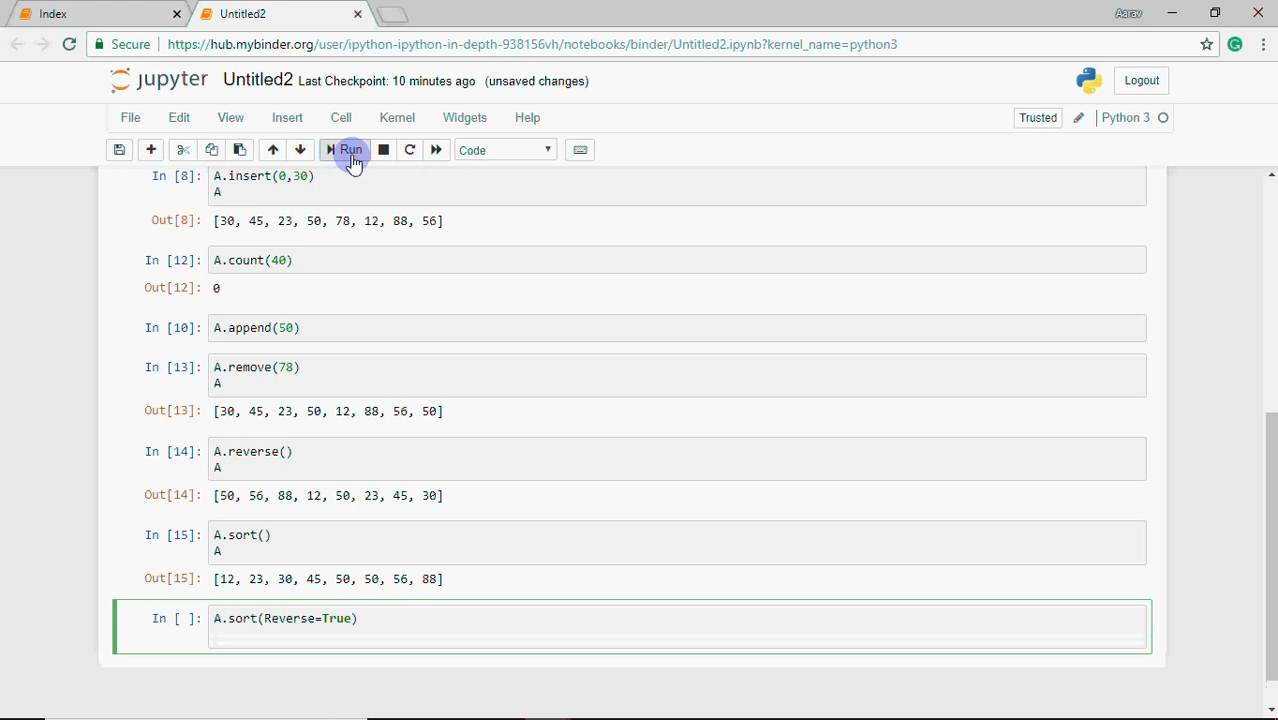 Index
Untitled2
Aarav
Secure https://hub.mybinder.org/user/ipython-ipython-in-depth-938156vh/notebooks/binder/Untitled2.ipynb?kernel_name=python3
jupyter Untitled2 Last Checkpoint: 10 minutes ago (unsaved changes)
Logout
File Edit View Insert Cell Kernel Widgets Help
Trusted Python 3
Run Code
In [8]: A.insert(0,30)
A
Out[8]: [30, 45, 23, 50, 78, 12, 88, 56]
In [12]: A.count(40)
Out[12]: 0
In [10]: A.append(50)
In [13]: A.remove(78)
A
Out[13]: [30, 45, 23, 50, 12, 88, 56, 50]
In [14]: A.reverse()
A
Out[14]: [50, 56, 88, 12, 50, 23, 45, 30]
In [15]: A.sort()
A
Out[15]: [12, 23, 30, 45, 50, 50, 56, 88]
In [ ]: A.sort(Reverse=True)